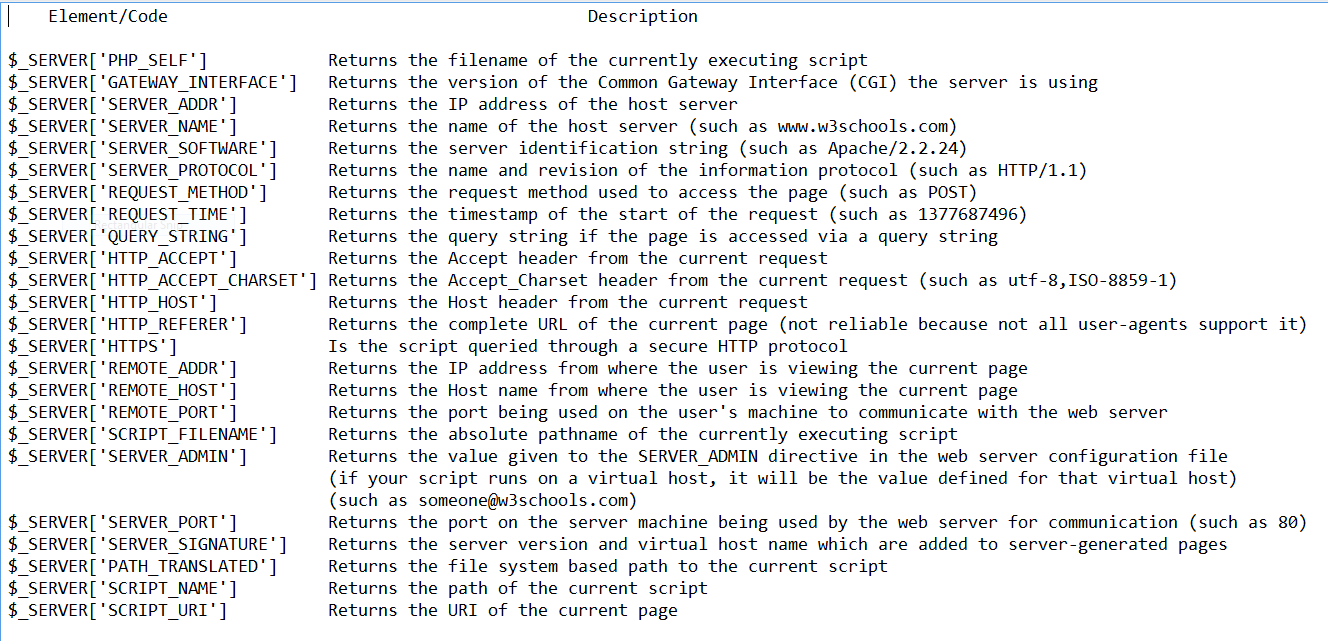 Element/Code Description
$_SERVER['PHP_SELF'] Returns the filename of the currently executing script
$_SERVER['GATEWAY_INTERFACE'] Returns the version of the Common Gateway Interface (CGI) the server is using
$_SERVER['SERVER_ADDR'] Returns the IP address of the host server
$_SERVER['SERVER_NAME'] Returns the name of the host server (such as www.w3schools.com)
$_SERVER['SERVER_SOFTWARE'] Returns the server identification string (such as Apache/2.2.24)
$_SERVER['SERVER_PROTOCOL'] Returns the name and revision of the information protocol (such as HTTP/1.1)
$_SERVER['REQUEST_METHOD'] Returns the request method used to access the page (such as POST)
$_SERVER['REQUEST_TIME'] Returns the timestamp of the start of the request (such as 1377687496)
$_SERVER['QUERY_STRING'] Returns the query string if the page is accessed via a query string
$_SERVER['HTTP_ACCEPT'] Returns the Accept header from the current request
$_SERVER['HTTP_ACCEPT_CHARSET'] Returns the Accept_Charset header from the current request (such as utf-8,ISO-8859-1)
$_SERVER['HTTP_HOST'] Returns the Host header from the current request
$_SERVER['HTTP_REFERER'] Returns the complete URL of the current page (not reliable because not all user-agents support it)
$_SERVER['HTTPS'] Is the script queried through a secure HTTP protocol
$_SERVER['REMOTE_ADDR'] Returns the IP address from where the user is viewing the current page
$_SERVER['REMOTE_HOST'] Returns the Host name from where the user is viewing the current page
$_SERVER['REMOTE_PORT'] Returns the port being used on the user's machine to communicate with the web server
$_SERVER['SCRIPT_FILENAME'] Returns the absolute pathname of the currently executing script
$_SERVER['SERVER_ADMIN'] Returns the value given to the SERVER_ADMIN directive in the web server configuration file
(if your script runs on a virtual host, it will be the value defined for that virtual host)
(such as someone@w3schools.com)
$_SERVER['SERVER_PORT'] Returns the port on the server machine being used by the web server for communication (such as 80)
$_SERVER['SERVER_SIGNATURE'] Returns the server version and virtual host name which are added to server-generated pages
$_SERVER['PATH_TRANSLATED'] Returns the file system based path to the current script
$_SERVER['SCRIPT_NAME'] Returns the path of the current script
$_SERVER['SCRIPT_URI'] Returns the URI of the current page